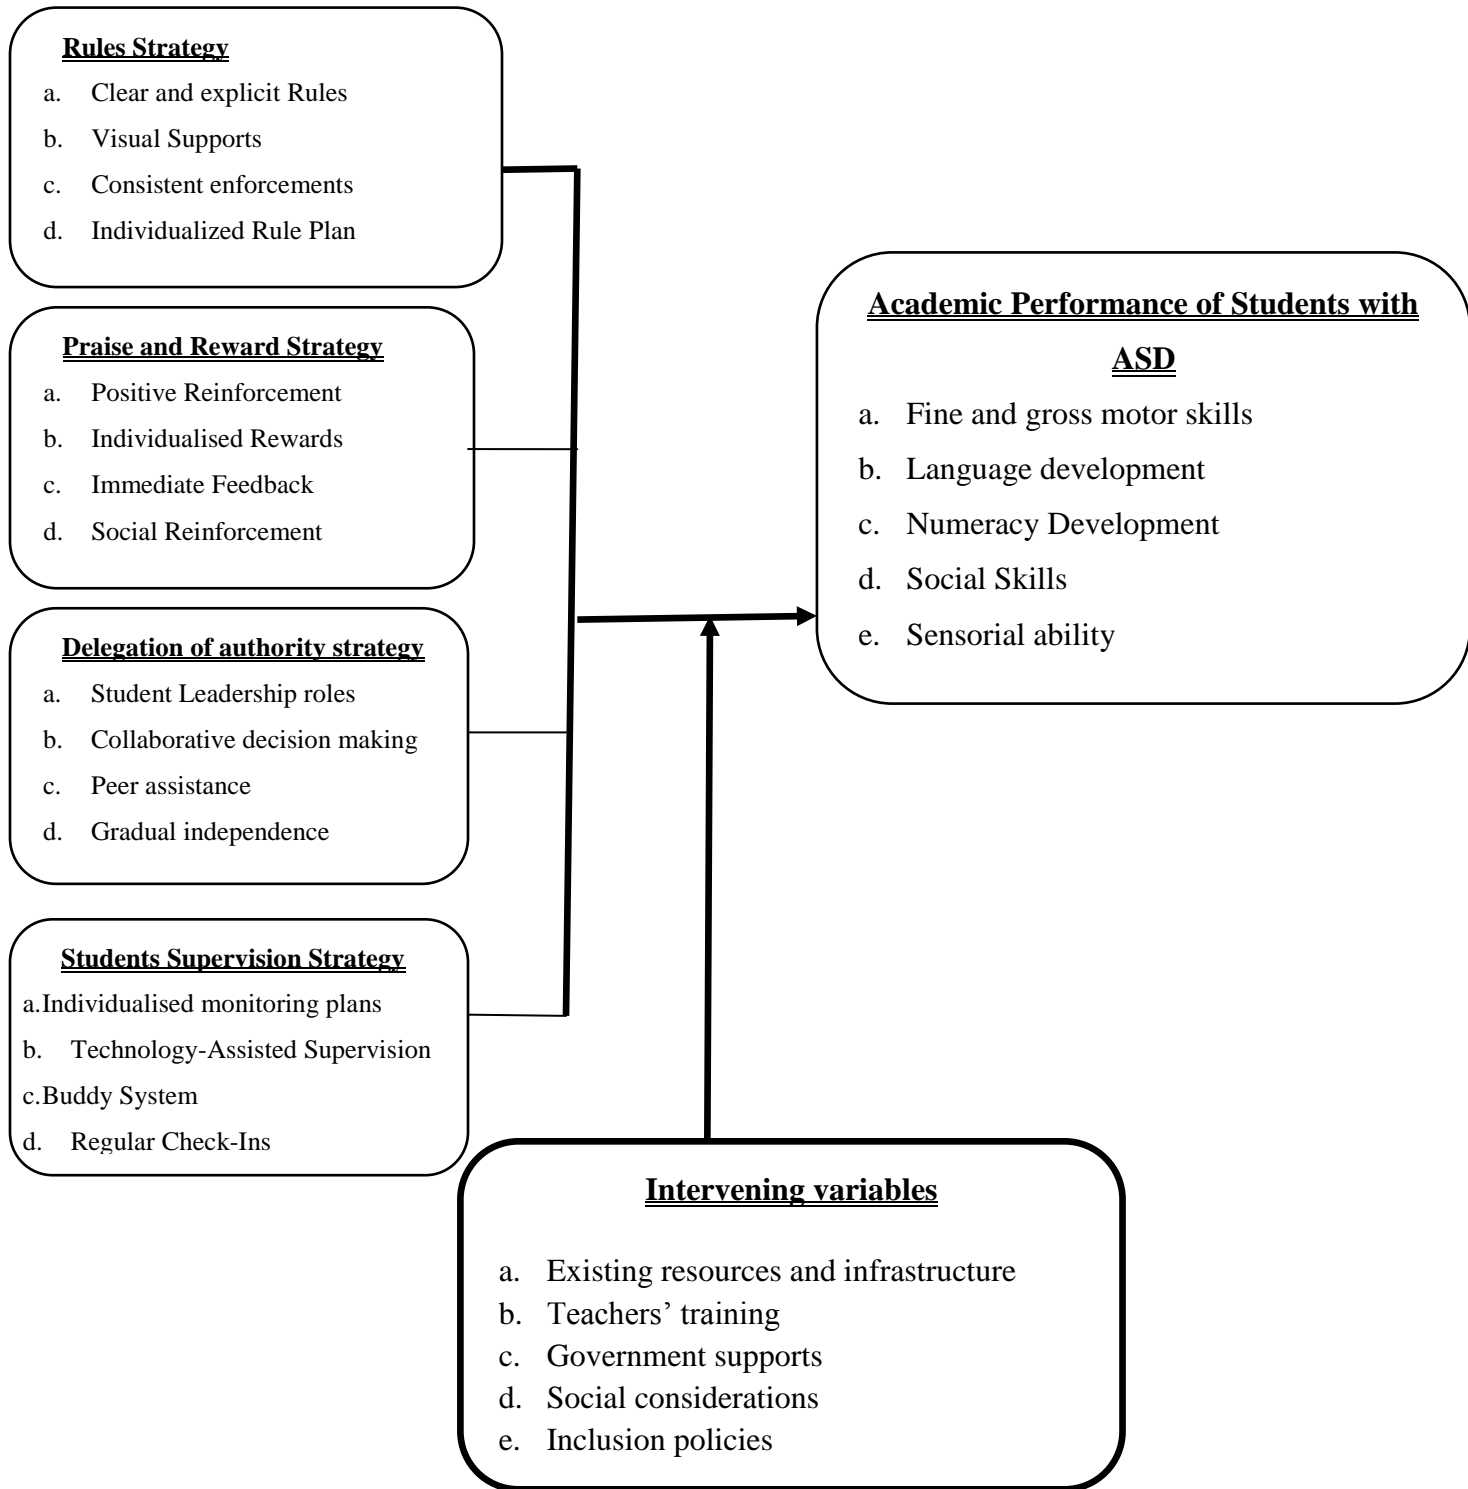 Rules Strategy
a. Clear and explicit Rules
b. Visual Supports
c. Consistent enforcements
d. Individualized Rule Plan
Praise and Reward Strategy
a. Positive Reinforcement
b. Individualised Rewards
c. Immediate Feedback
d. Social Reinforcement
Delegation of authority strategy
a. Student Leadership roles
b. Collaborative decision making
c. Peer assistance
d. Gradual independence
Students Supervision Strategy
a.Individualised monitoring plans
b. Technology-Assisted Supervision
c.Buddy System
d. Regular Check-Ins
Academic Performance of Students with
ASD
a. Fine and gross motor skills
b. Language development
c. Numeracy Development
d. Social Skills
e. Sensorial ability
Intervening variables
a. Existing resources and infrastructure
b. Teachers’ training
c. Government supports
d. Social considerations
e. Inclusion policies